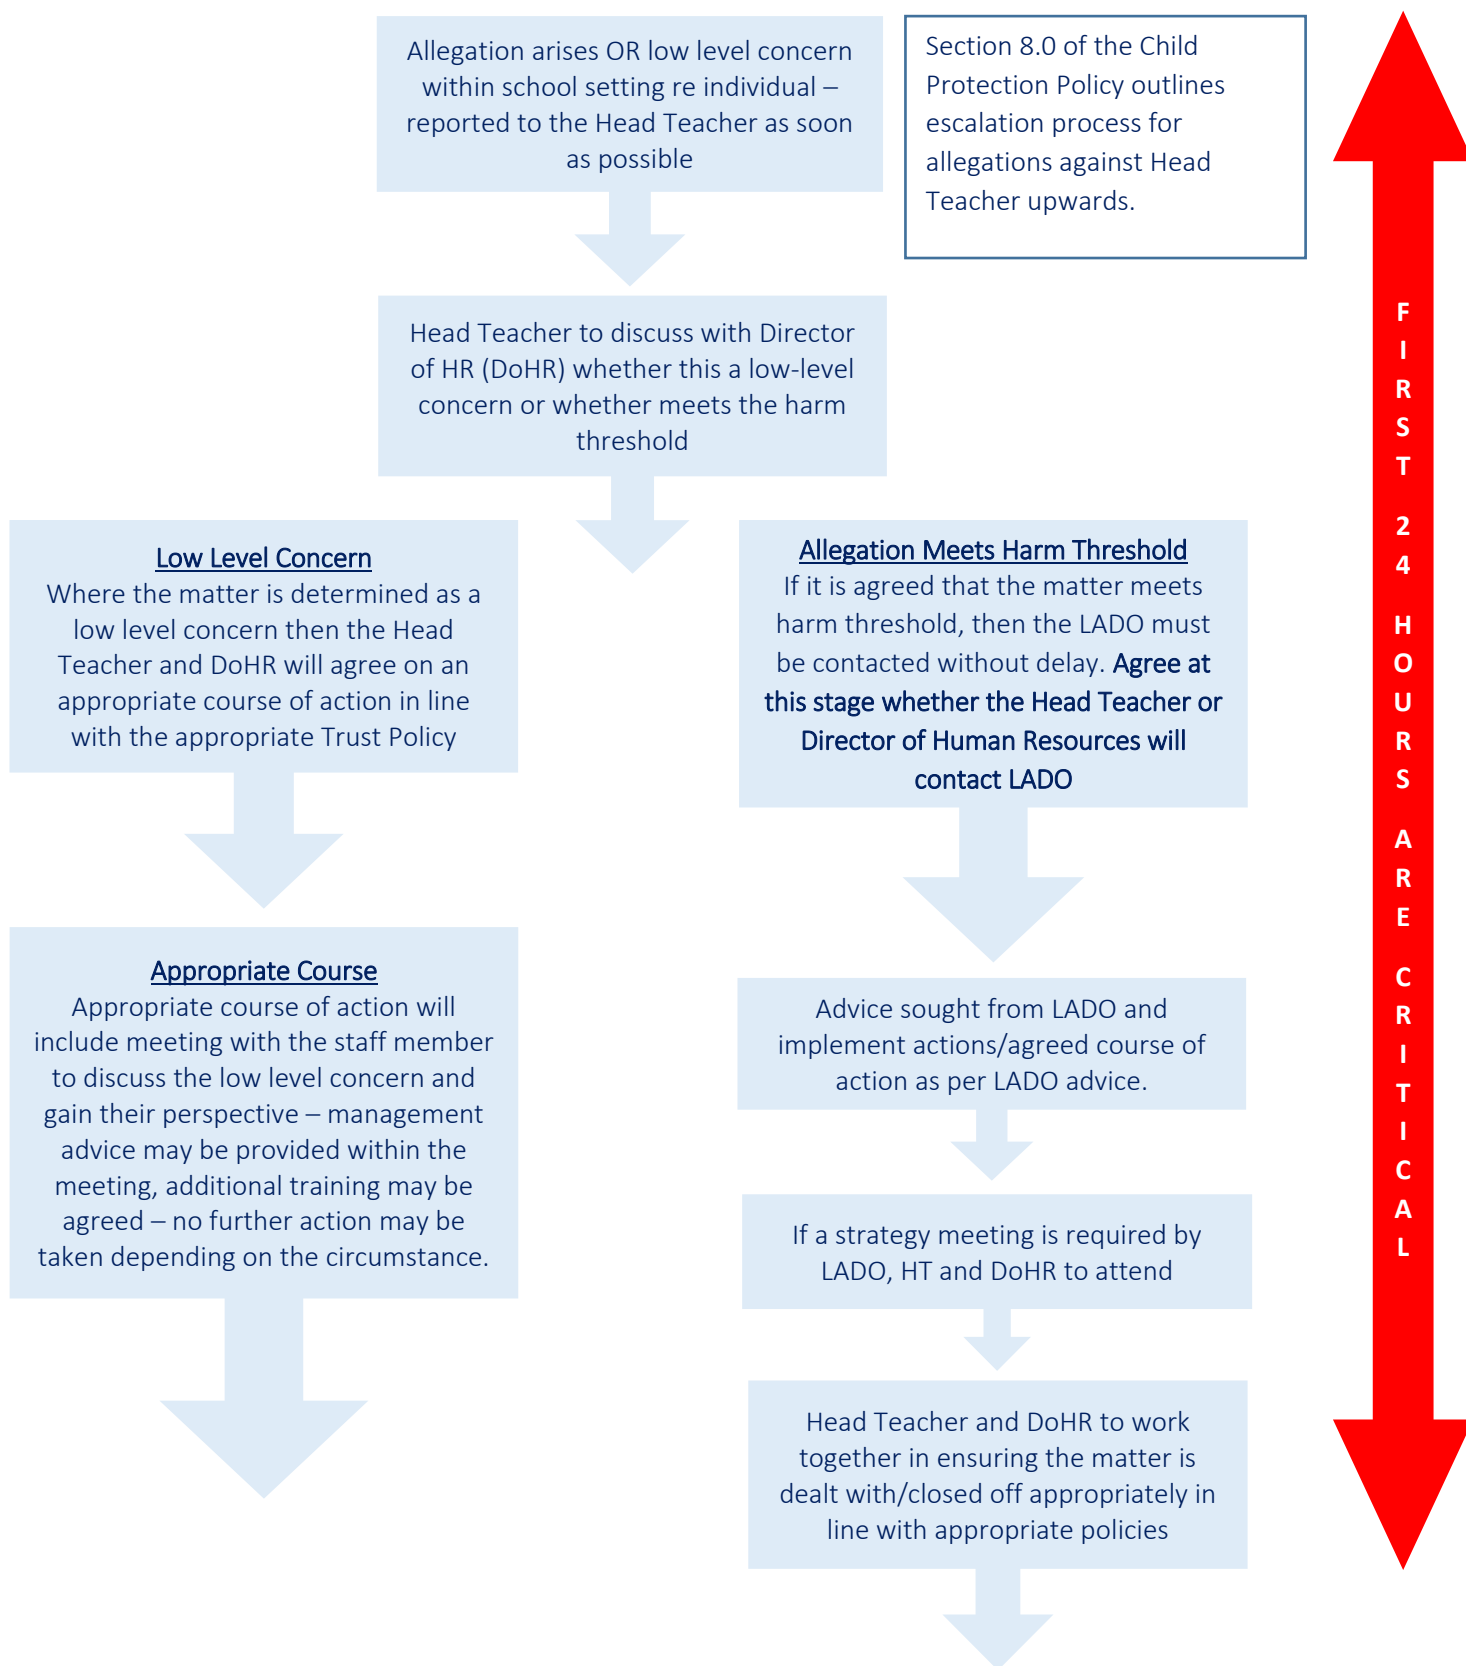 Allegation arises OR low level concern
within school setting re individual –
reported to the Head Teacher as soon
as possible
Section 8.0 of the Child
Protection Policy outlines
escalation process for
allegations against Head
Teacher upwards.
Head Teacher to discuss with Director
of HR (DoHR) whether this a low-level
concern or whether meets the harm
threshold
Low Level Concern
Where the matter is determined as a
low level concern then the Head
Teacher and DoHR will agree on an
appropriate course of action in line
with the appropriate Trust Policy
Allegation Meets Harm Threshold
If it is agreed that the matter meets
harm threshold, then the LADO must
be contacted without delay. Agree at
this stage whether the Head Teacher or
Director of Human Resources will
contact LADO
Appropriate Course
Appropriate course of action will
include meeting with the staff member
to discuss the low level concern and
gain their perspective – management
advice may be provided within the
meeting, additional training may be
agreed – no further action may be
taken depending on the circumstance.
Advice sought from LADO and
implement actions/agreed course of
action as per LADO advice.
If a strategy meeting is required by
LADO, HT and DoHR to attend
Head Teacher and DoHR to work
together in ensuring the matter is
dealt with/closed off appropriately in
line with appropriate policies
FIRST 24 HOURS ARE CRITICAL